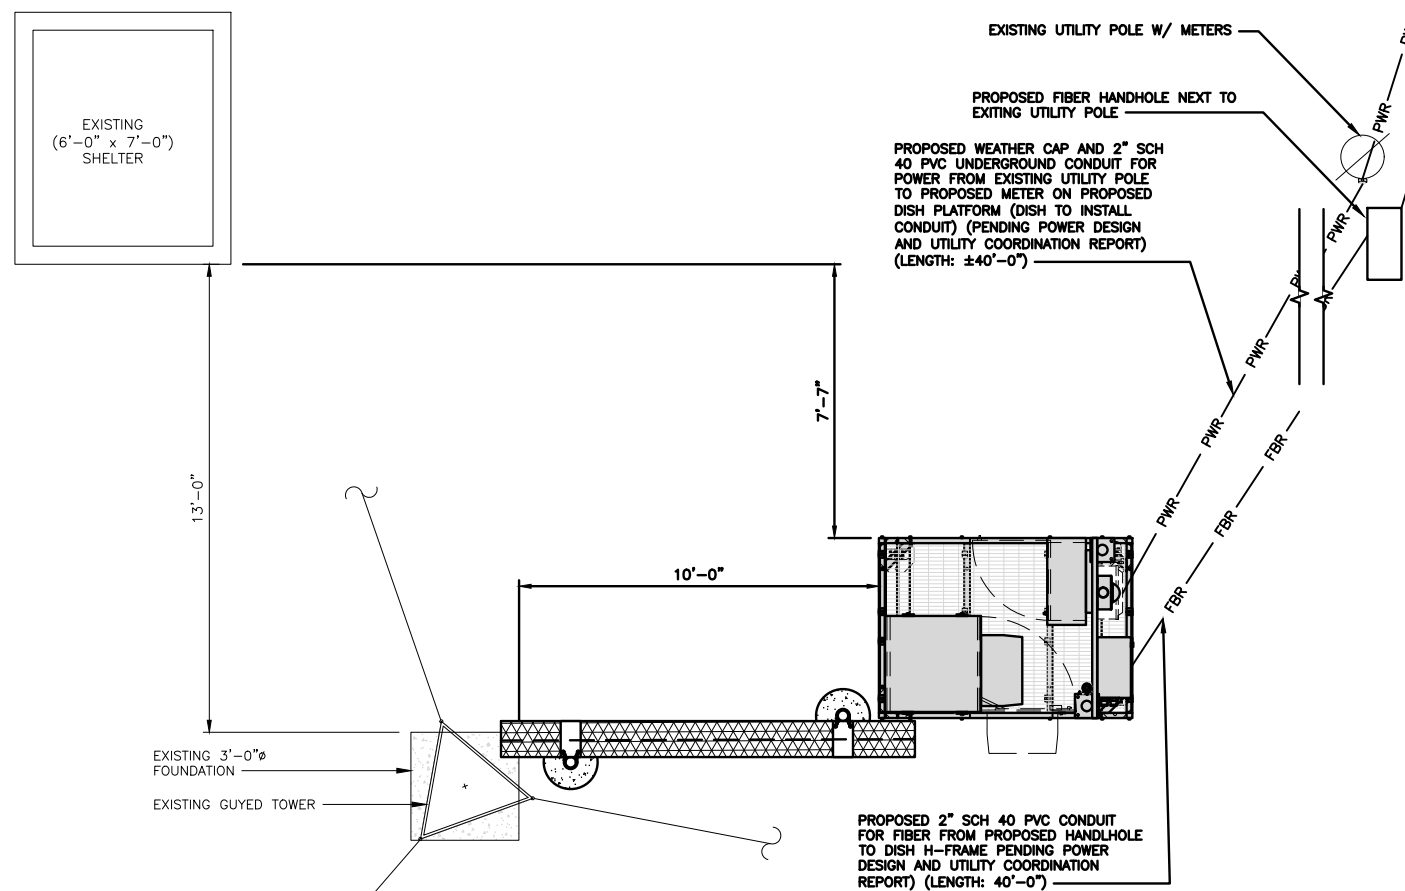 EXISTING
(6'-0" x 7'-0")
SHELTER
EXISTING UTILITY POLE W/ METERS
PROPOSED FIBER HANDHOLE NEXT TO
EXITING UTILITY POLE
PROPOSED WEATHER CAP AND 2" SCH
40 PVC UNDERGROUND CONDUIT FOR
POWER FROM EXISTING UTILITY POLE
TO PROPOSED METER ON PROPOSED
DISH PLATFORM (DISH TO INSTALL
CONDUIT) (PENDING POWER DESIGN
AND UTILITY COORDINATION REPORT)
(LENGTH: ±40'-0")
PWR
PWR
PWR
PWR
PWR
FBR
FBR
FBR
7'-7"
13'-0"
10'-0"
EXISTING 3'-0"ø
FOUNDATION
EXISTING GUYED TOWER
PROPOSED 2" SCH 40 PVC CONDUIT
FOR FIBER FROM PROPOSED HANDLHOLE
TO DISH H-FRAME PENDING POWER
DESIGN AND UTILITY COORDINATION
REPORT) (LENGTH: 40'-0")